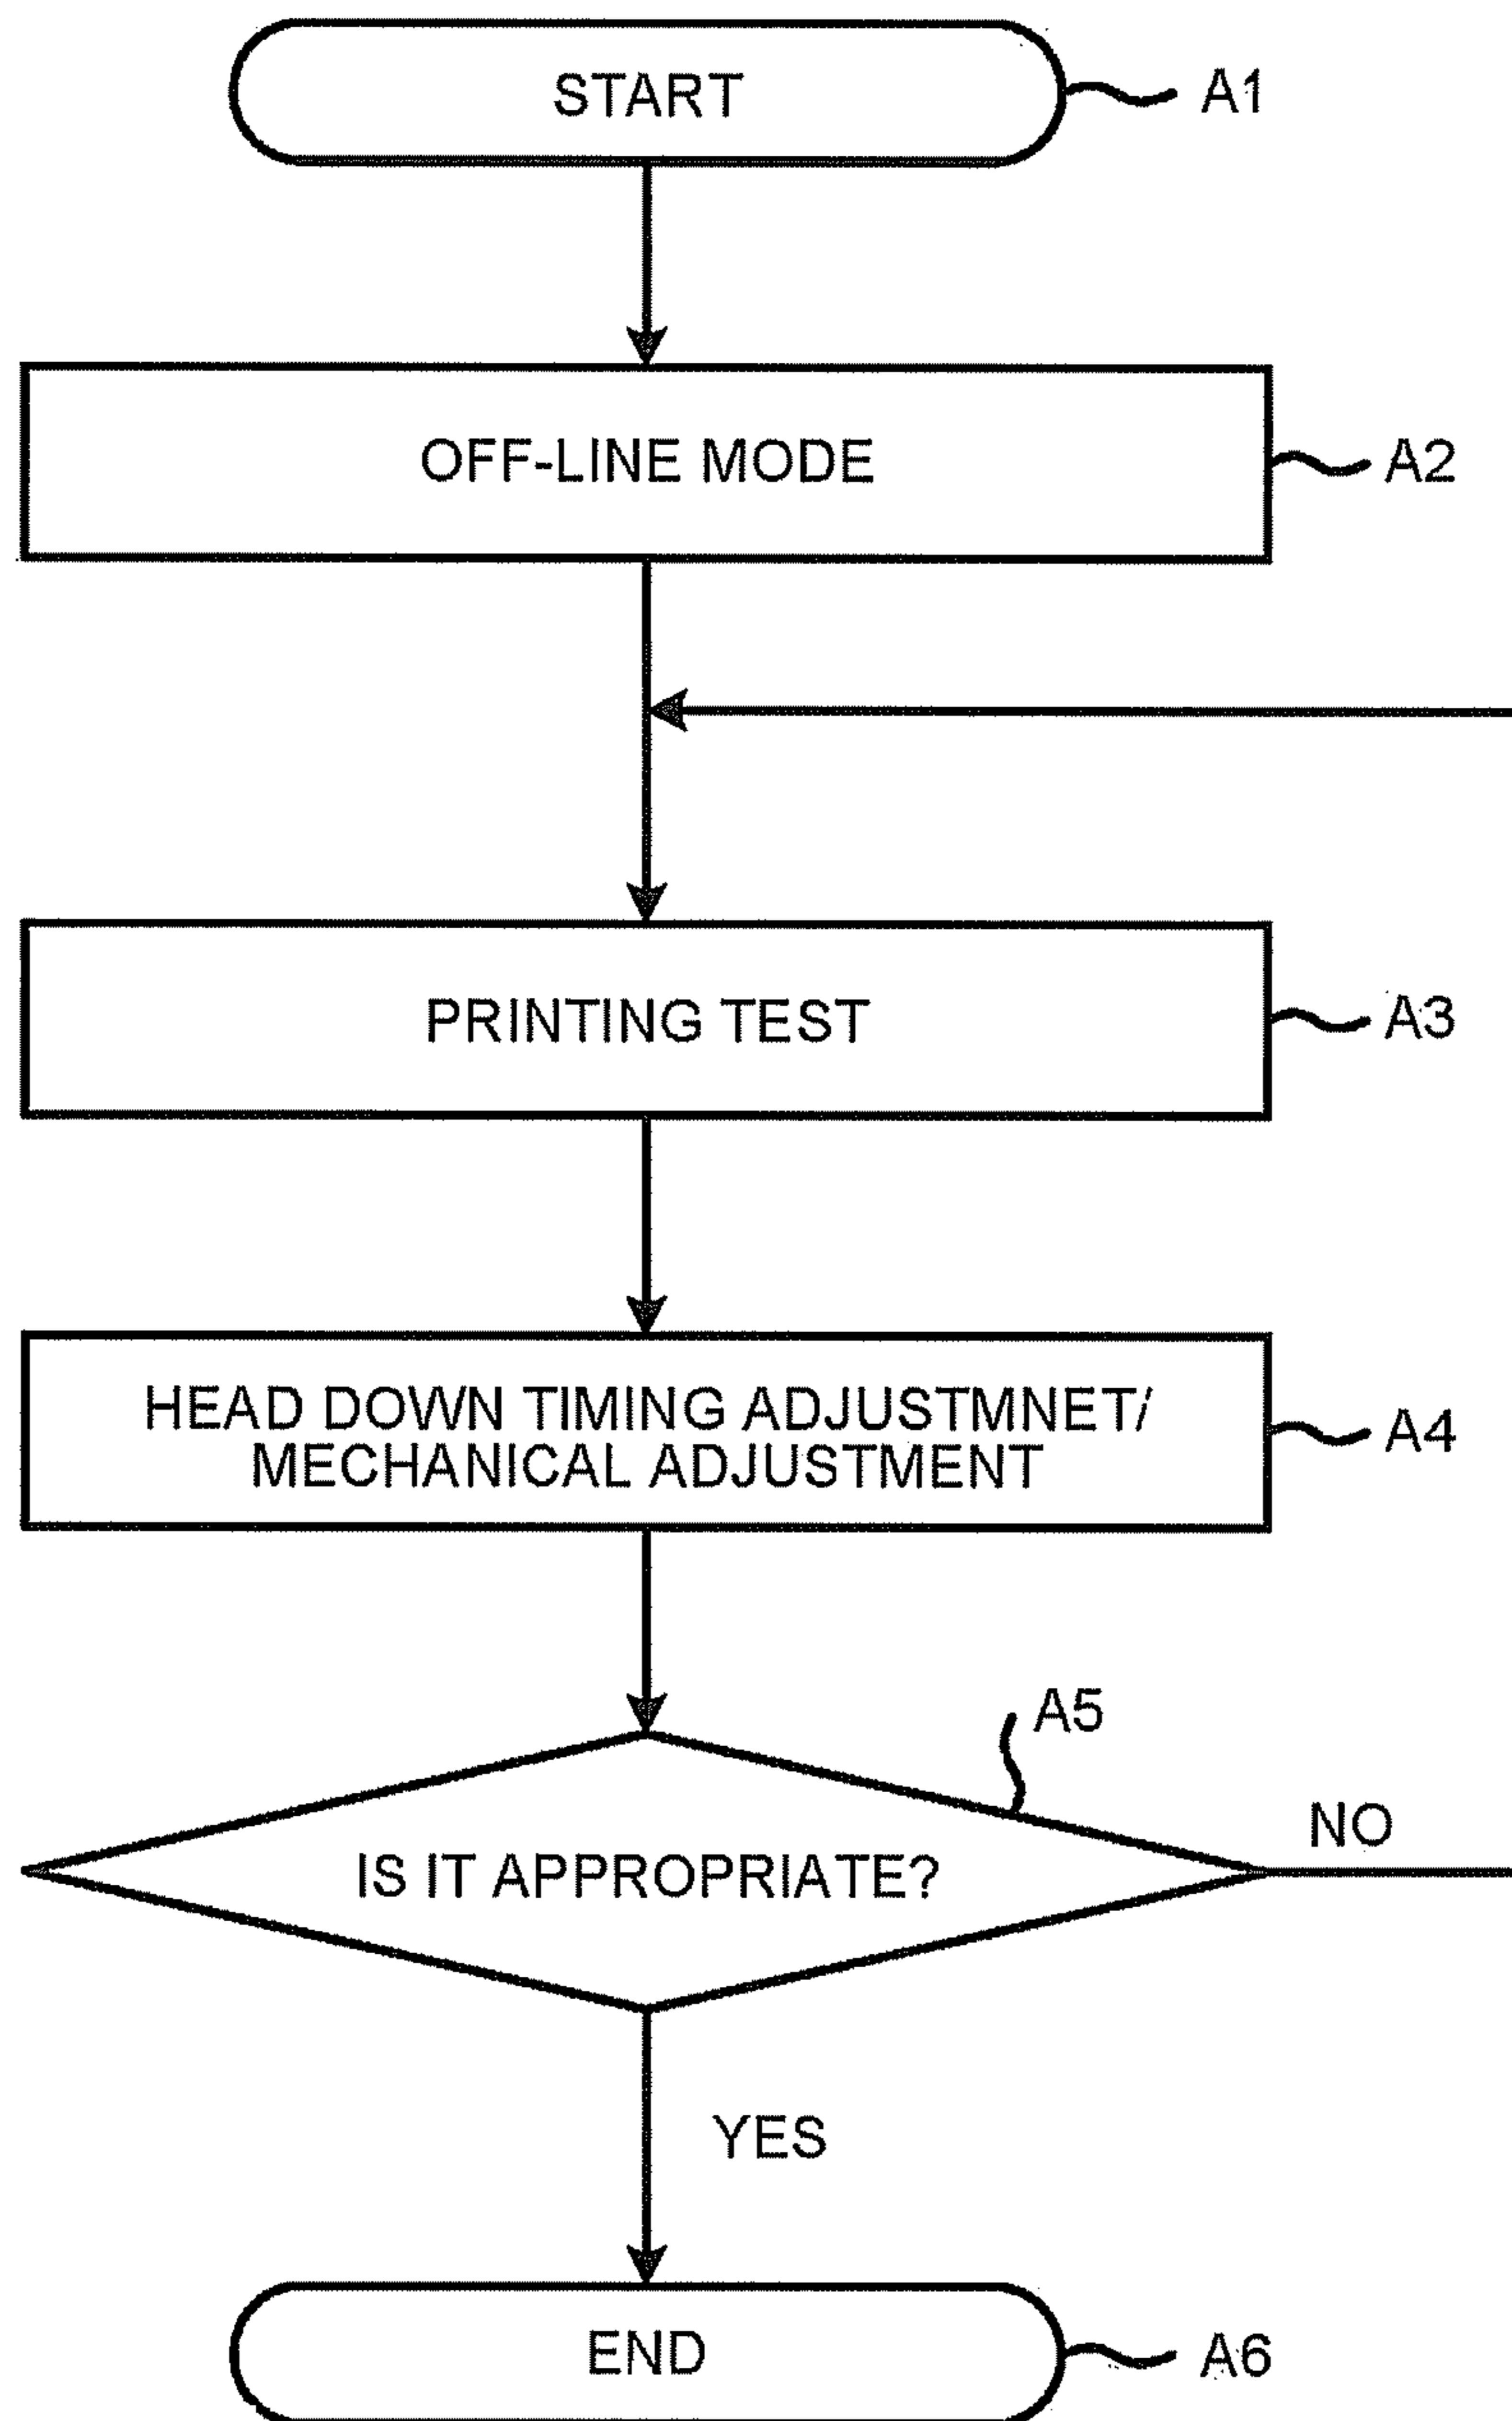 START
A1
OFF-LINE MODE
A2
PRINTING TEST
A3
HEAD DOWN TIMING ADJUSTMNET/
MECHANICAL ADJUSTMENT
A4
A5
IS IT APPROPRIATE?
NO
YES
END
A6